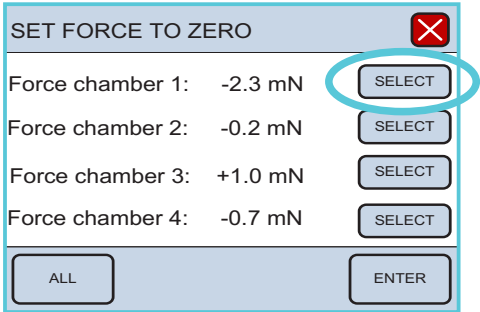 SET FORCE TO ZERO
Force chamber 1: -2.3 mN SELECT
Force chamber 2: -0.2 mN SELECT
Force chamber 3: +1.0 mN SELECT
Force chamber 4: -0.7 mN SELECT
ALL ENTER